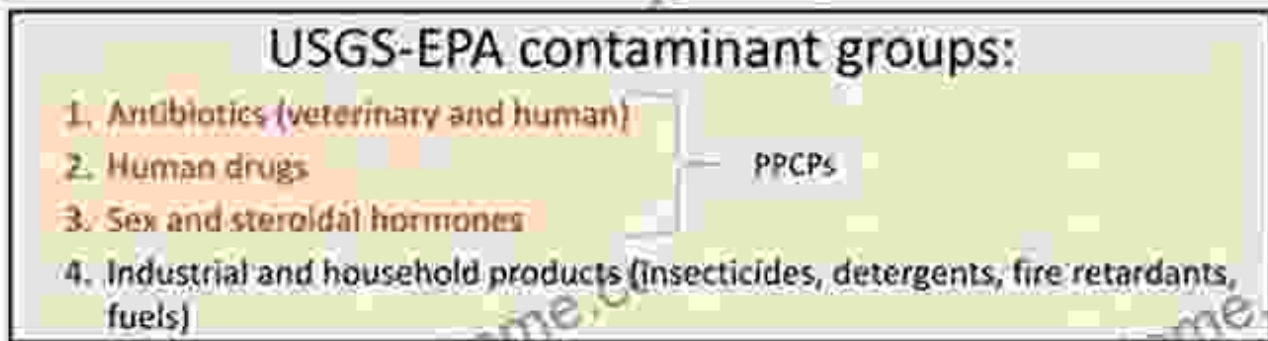 USGS-EPA contaminant groups:
1. Antibiotics (veterinary and human)
2. Human drugs
PPCPs
3. Sex and steroidal hormones
4. Industrial and household products (insecticides, detergents, fire retardants,
fuels)